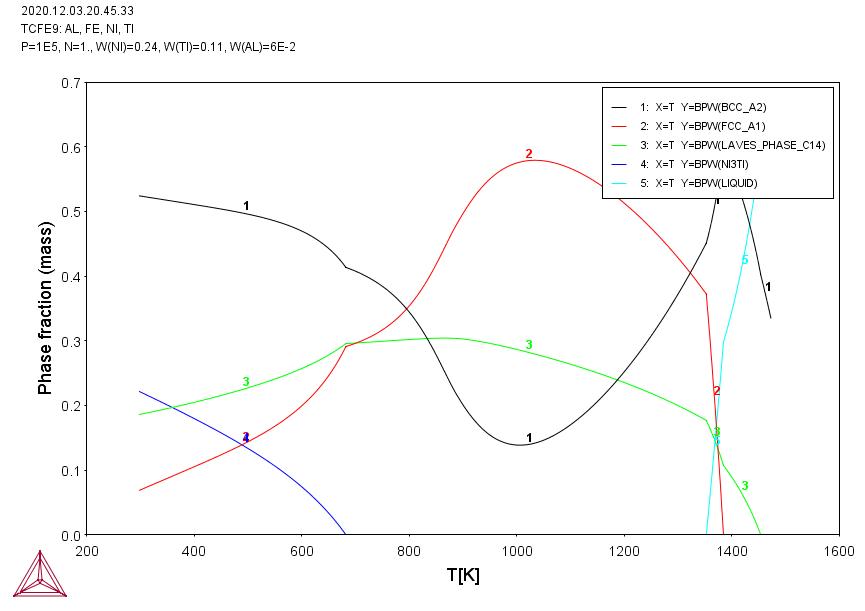 2020.12.03.20.45.33
TCFE9: AL, FE, NI, TI
P=1E5, N=1., W(NI)=0.24, W(TI)=0.11, W(AL)=6E-2
0.7
0.6
0.5
0.4
0.3
0.2
0.1
0.0
Phase fraction (mass)
1: X=T Y=BPW(BCC_A2)
2: X=T Y=BPW(FCC_A1)
3: X=T Y=BPW(LAVES_PHASE_C14)
4: X=T Y=BPW(NI3TI)
5: X=T Y=BPW(LIQUID)
1
3
2
4
2
3
1
1
2
3
5
5
3
1
200 400 600 800 1000 1200 1400 1600
T[K]